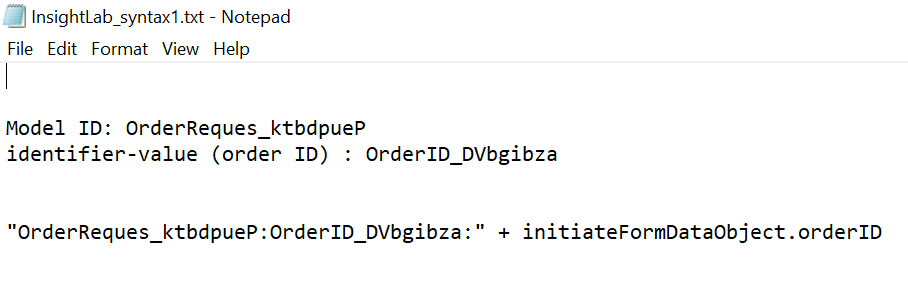 InsightLab_syntax1.txt - Notepad
File Edit Format View Help
Model ID: OrderReques_ktbdpueP
identifier-value (order ID) : OrderID_DVbgibza
"OrderReques_ktbdpueP:OrderID_DVbgibza:" + initiateFormDataObject.orderID